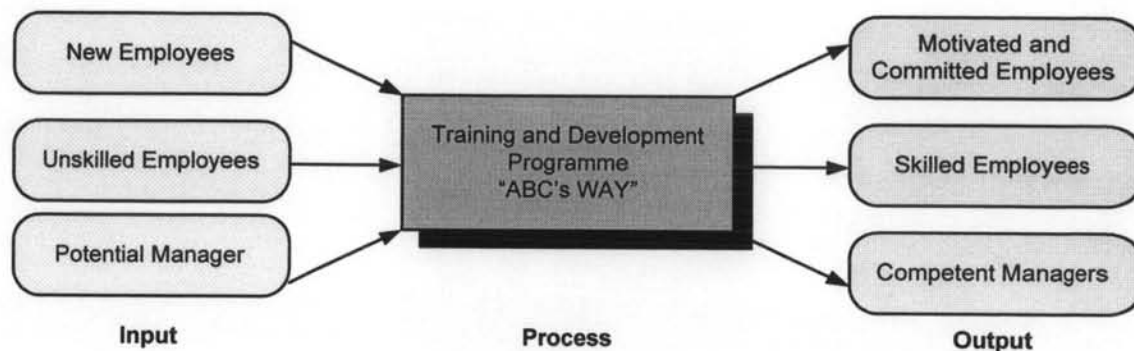 New Employees
Unskilled Employees
Potential Manager
Input
Training and Development
Programme
“ABC's WAY”
Process
Motivated and
Committed Employees
Skilled Employees
Competent Managers
Output